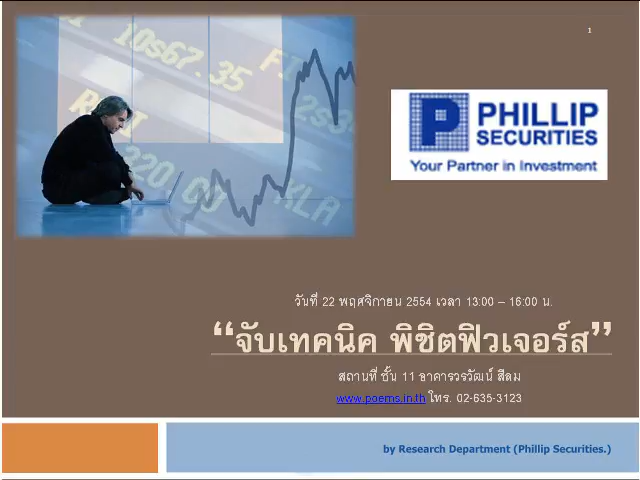 1
10s67.35
PHILLIP
SECURITIES
Your Partner in Investment
วันที่ 22 พฤศจิกายน 2554 เวลา 13:00 – 16:00 น.
“จับเทคนิค พิชิตฟิวเจอร์ส”
สถานที่ ชั้น 11 อาคารวรวัฒน์ สีลม
www.poems.in.th โทร. 02-635-3123
by Research Department (Phillip Securities.)